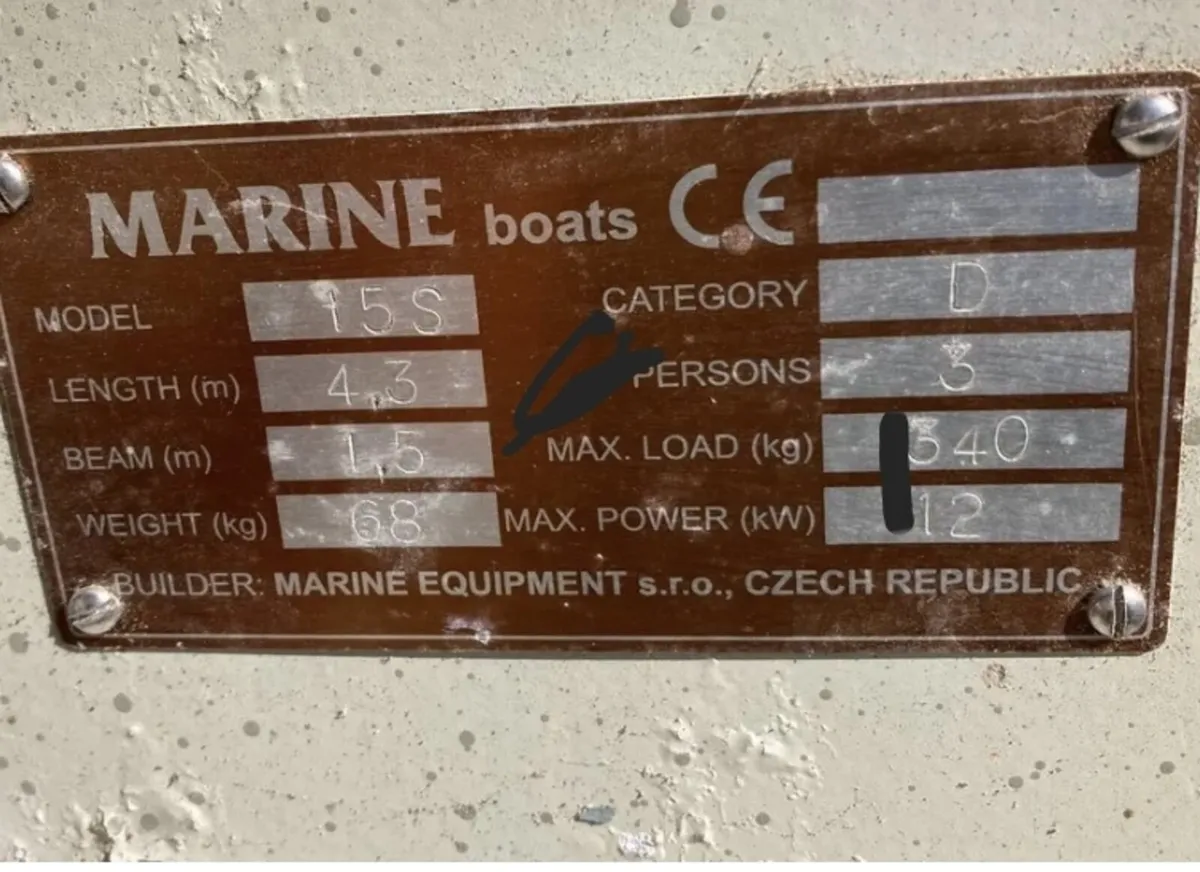 MARINE boats CE
MODEL 15S CATEGORY D
LENGTH (m) 4,3 PERSONS 3
BEAM (m) 1,5 MAX. LOAD (kg) 340
WEIGHT (kg) 68 MAX. POWER (kW) 12
BUILDER: MARINE EQUIPMENT s.r.o., CZECH REPUBLIC